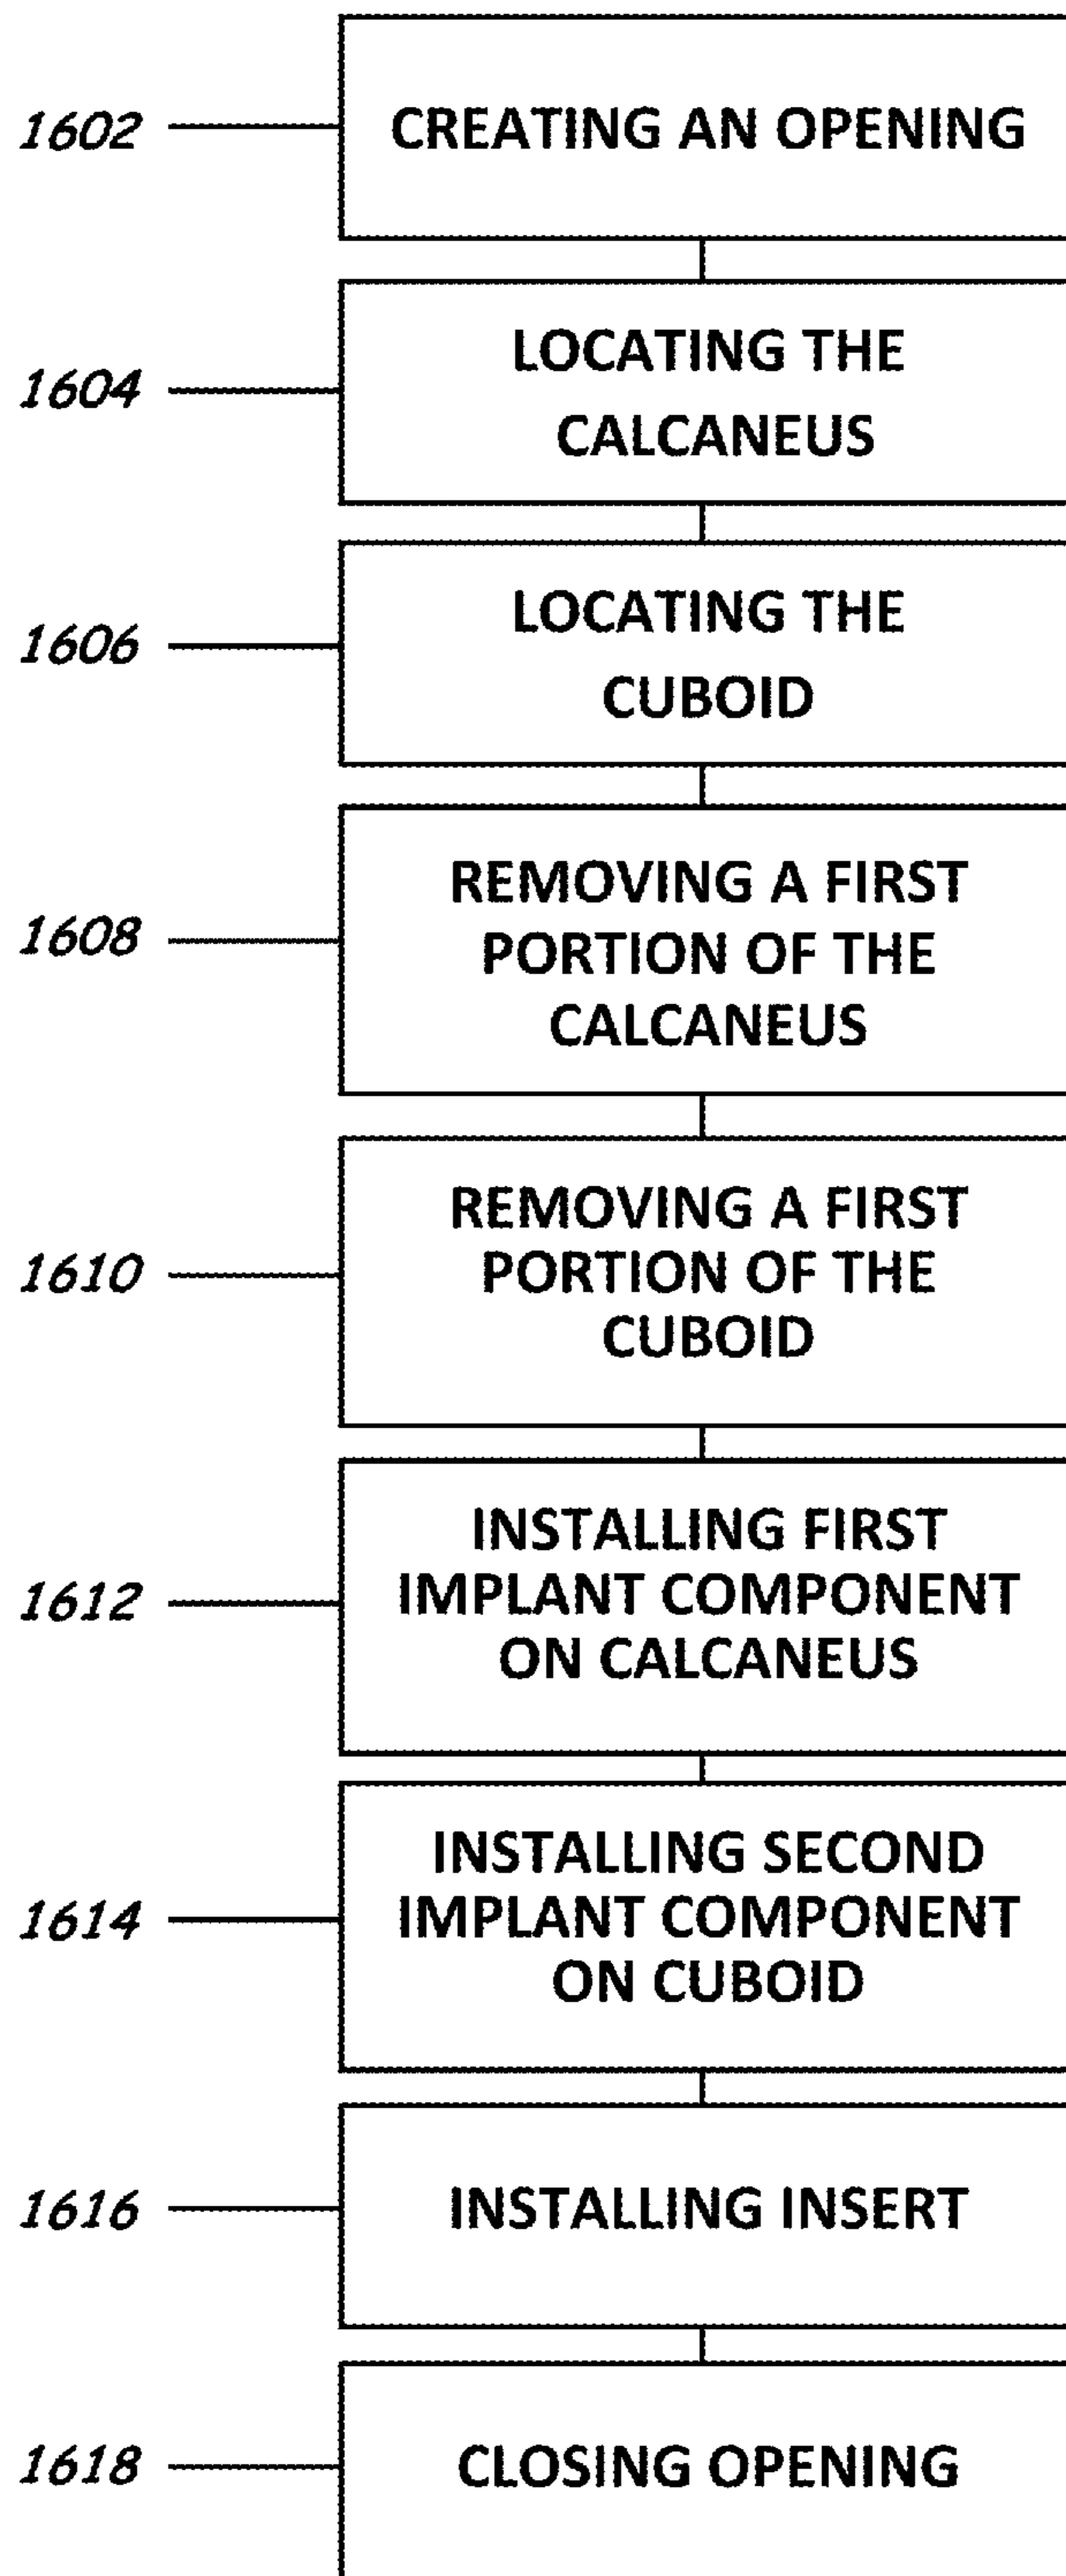 1602
CREATING AN OPENING
1604
LOCATING THE
CALCANEUS
1606
LOCATING THE
CUBOID
1608
REMOVING A FIRST
PORTION OF THE
CALCANEUS
1610
REMOVING A FIRST
PORTION OF THE
CUBOID
1612
INSTALLING FIRST
IMPLANT COMPONENT
ON CALCANEUS
1614
INSTALLING SECOND
IMPLANT COMPONENT
ON CUBOID
1616
INSTALLING INSERT
1618
CLOSING OPENING